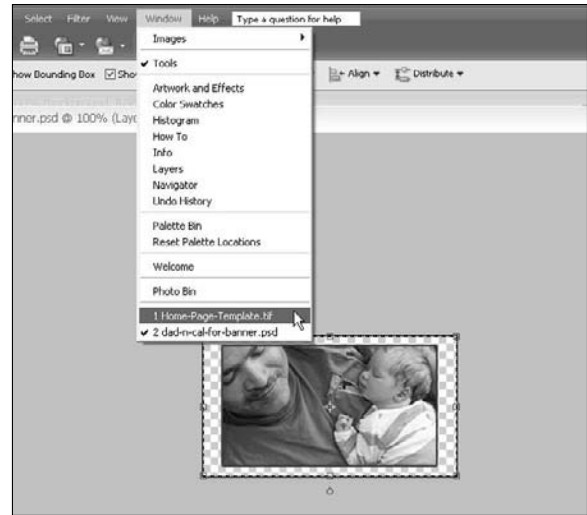 Select Filter View Window Help Type a question for help
Images
how Bounding Box Sho Align Distribute
Tools
Artwork and Effects
Color Swatches
nner.psd @ 100% (Laye
Histogram
How To
Info
Layers
Navigator
Undo History
Palette Bin
Reset Palette Locations
Welcome
Photo Bin
1 Home-Page-Template.tif
2 dad-n-cal-for-banner.psd